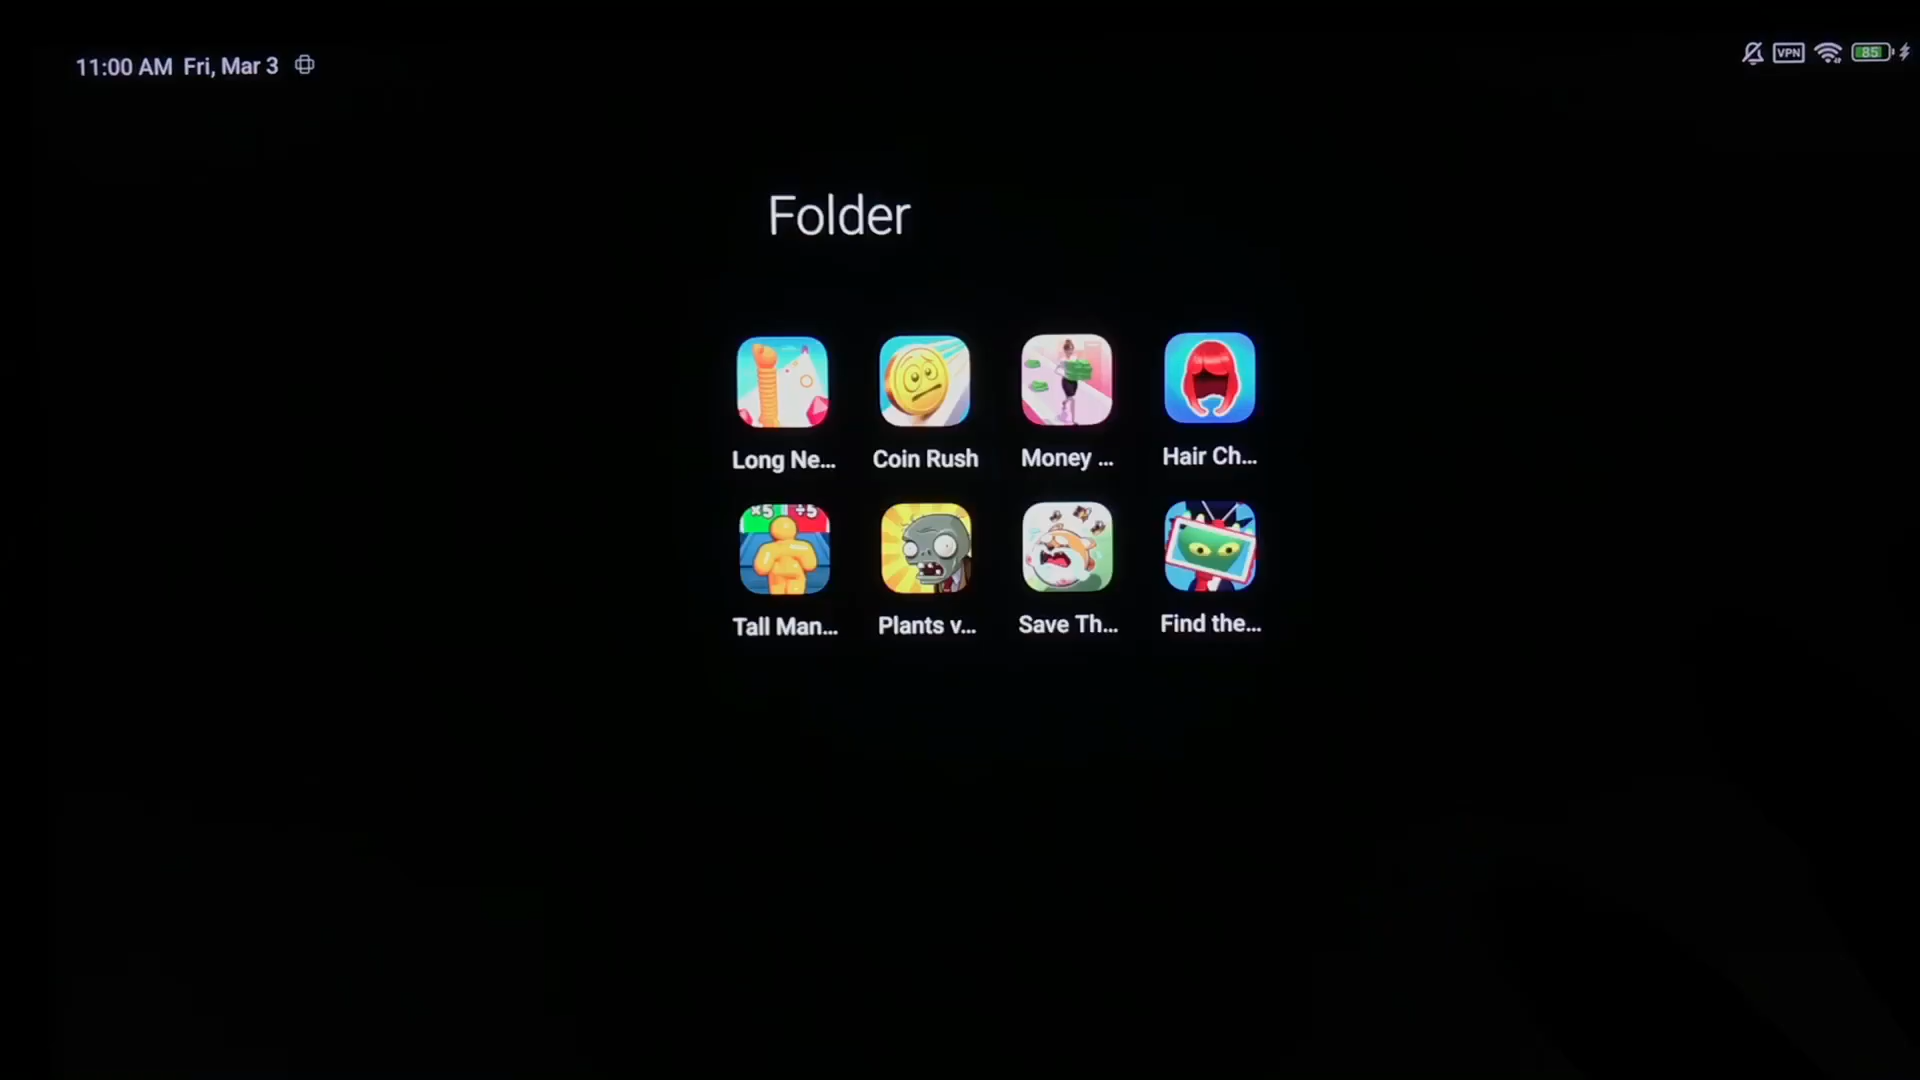 11:00 AM Fri, Mar 3
VPN
85
Folder
Long Ne...
Coin Rush
Money ...
Hair Ch...
x5 ÷5
Tall Man...
Plants v...
Save Th...
Find the...